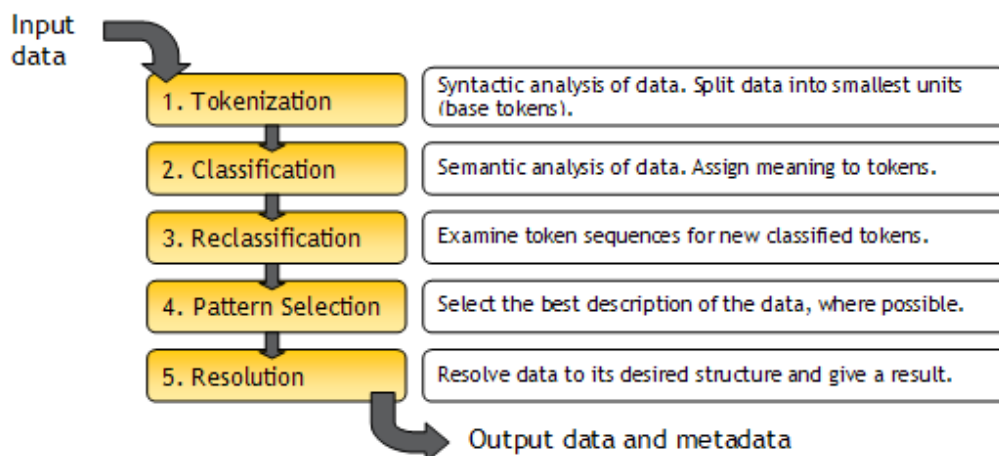 Input
data
1. Tokenization
Syntactic analysis of data. Split data into smallest units
(base tokens).
2. Classification
Semantic analysis of data. Assign meaning to tokens.
3. Reclassification
Examine token sequences for new classified tokens.
4. Pattern Selection
Select the best description of the data, where possible.
5. Resolution
Resolve data to its desired structure and give a result.
Output data and metadata